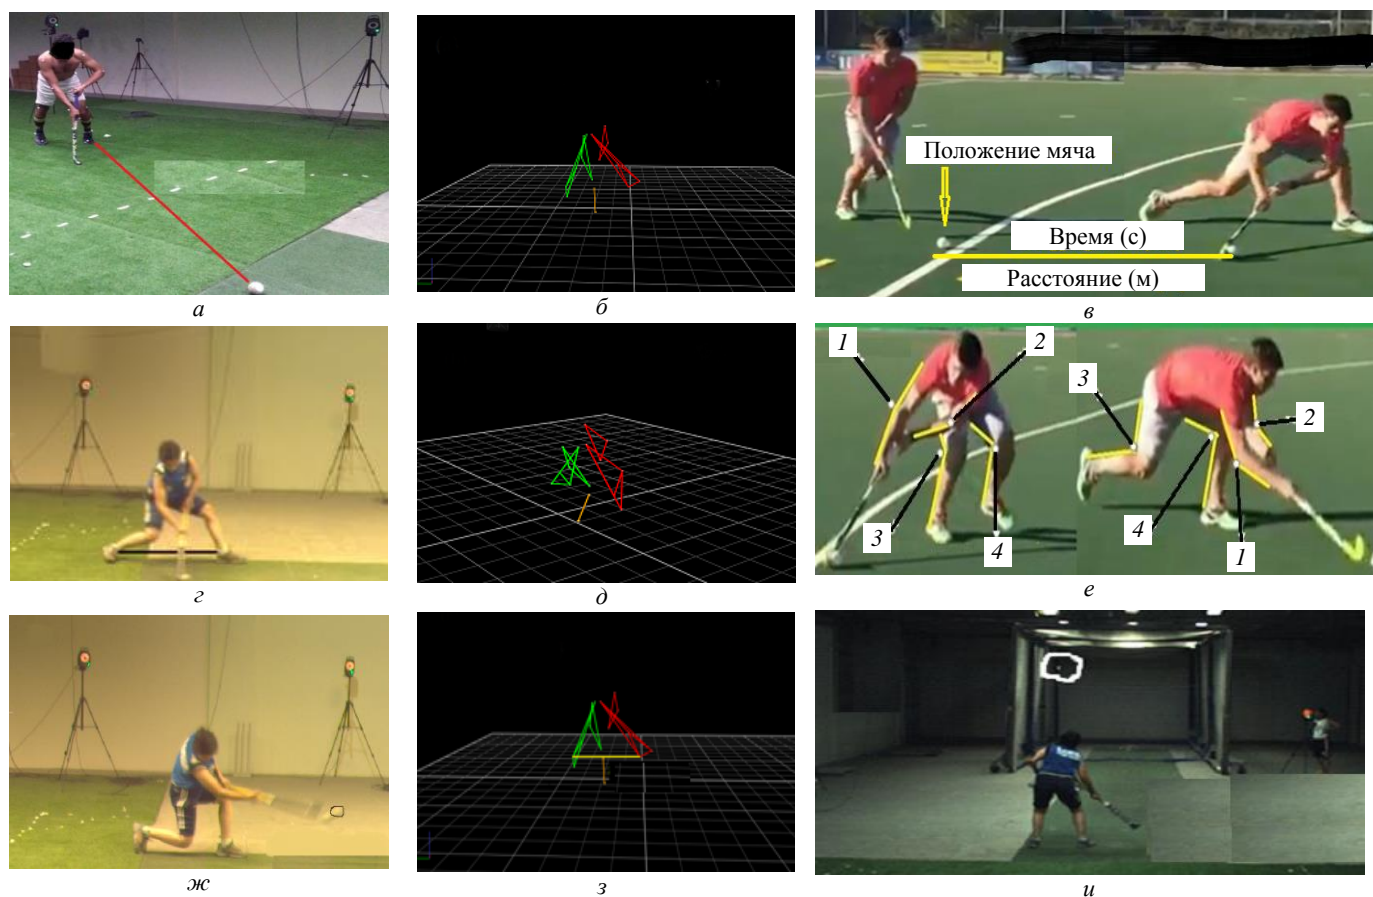 Положение мяча
Время (с)
Расстояние (м)
а
б
в
1
2
3
2
3
4
4
1
г
д
е
ж
з
и